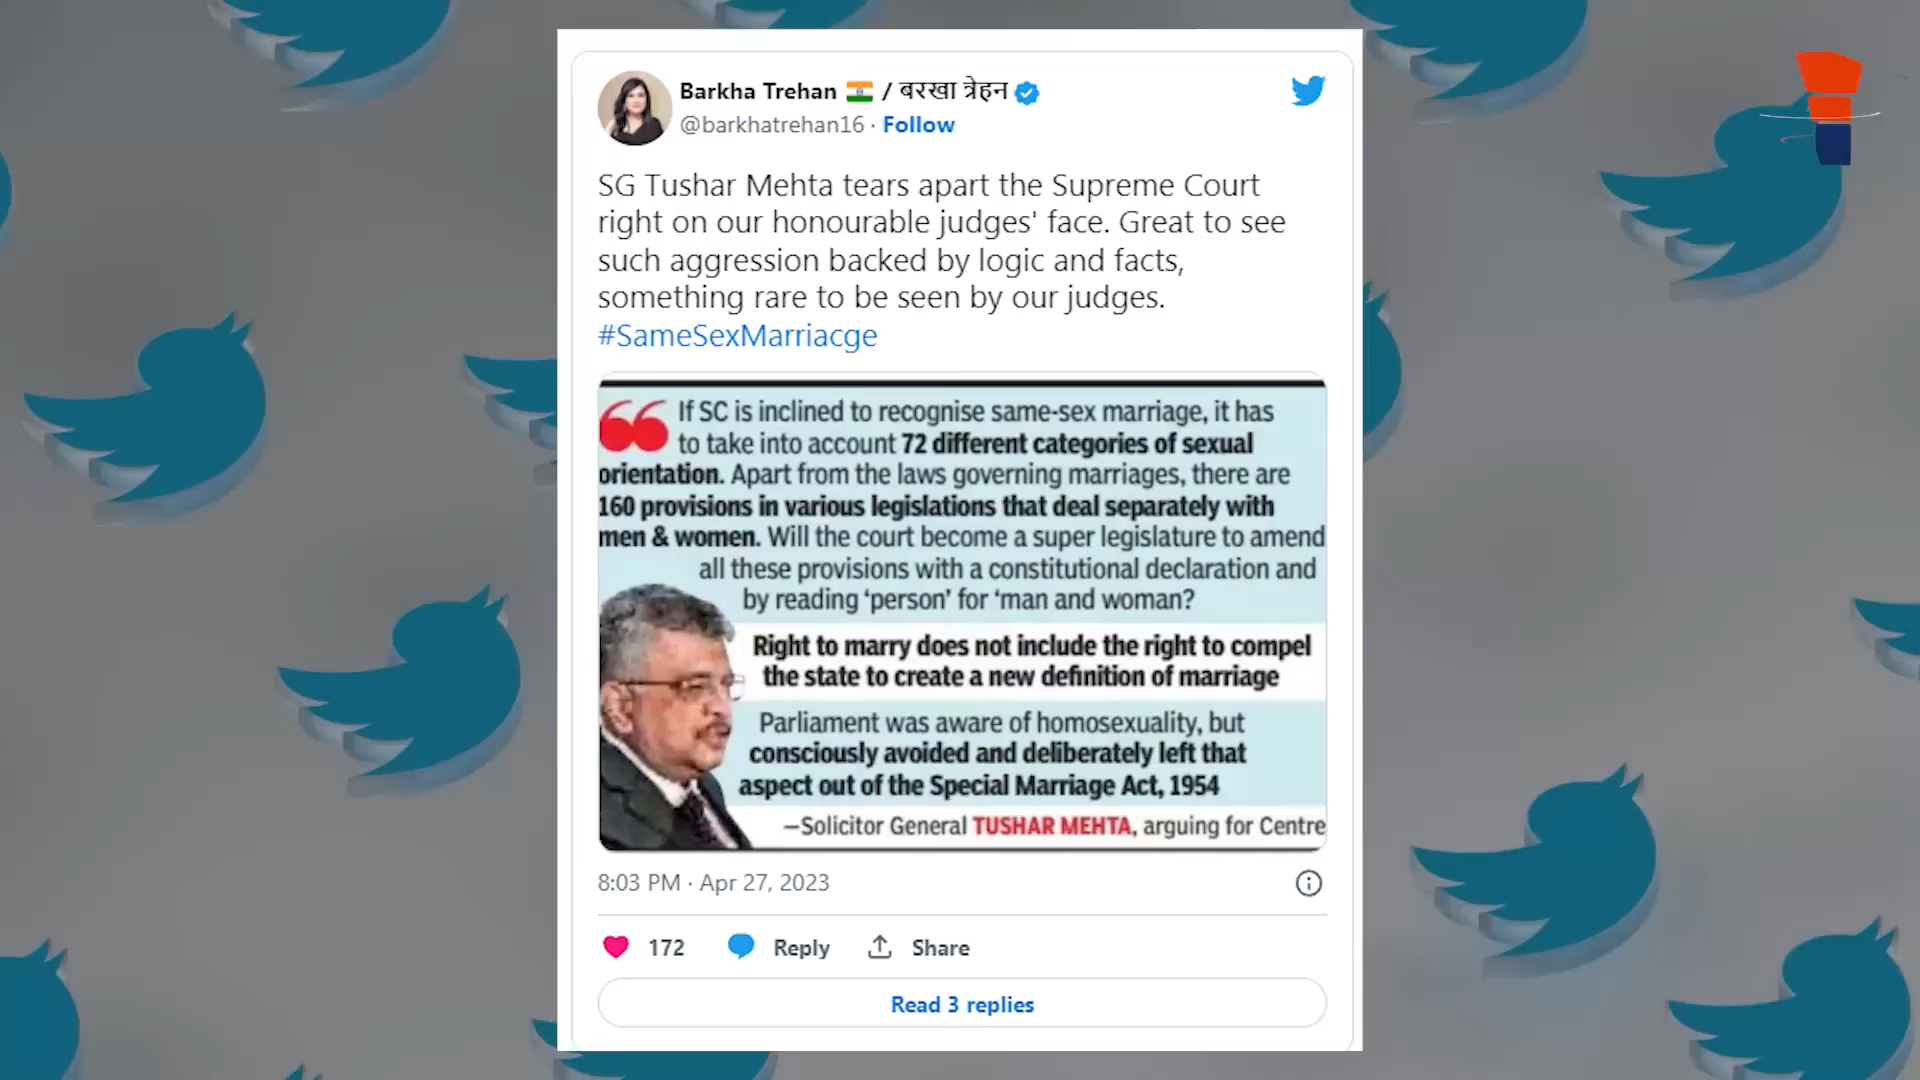 Barkha Trehan 🇮🇳 / बरखा त्रेहन
@barkhatrehan16 · Follow
SG Tushar Mehta tears apart the Supreme Court
right on our honourable judges' face. Great to see
such aggression backed by logic and facts,
something rare to be seen by our judges.
#SameSexMarriacge
If SC is inclined to recognise same-sex marriage, it has
to take into account 72 different categories of sexual
orientation. Apart from the laws governing marriages, there are
160 provisions in various legislations that deal separately with
men & women. Will the court become a super legislature to amend
all these provisions with a constitutional declaration and
by reading ‘person’ for ‘man and woman?
Right to marry does not include the right to compel
the state to create a new definition of marriage
Parliament was aware of homosexuality, but
consciously avoided and deliberately left that
aspect out of the Special Marriage Act, 1954
—Solicitor General TUSHAR MEHTA, arguing for Centre
8:03 PM · Apr 27, 2023
172 Reply Share
Read 3 replies